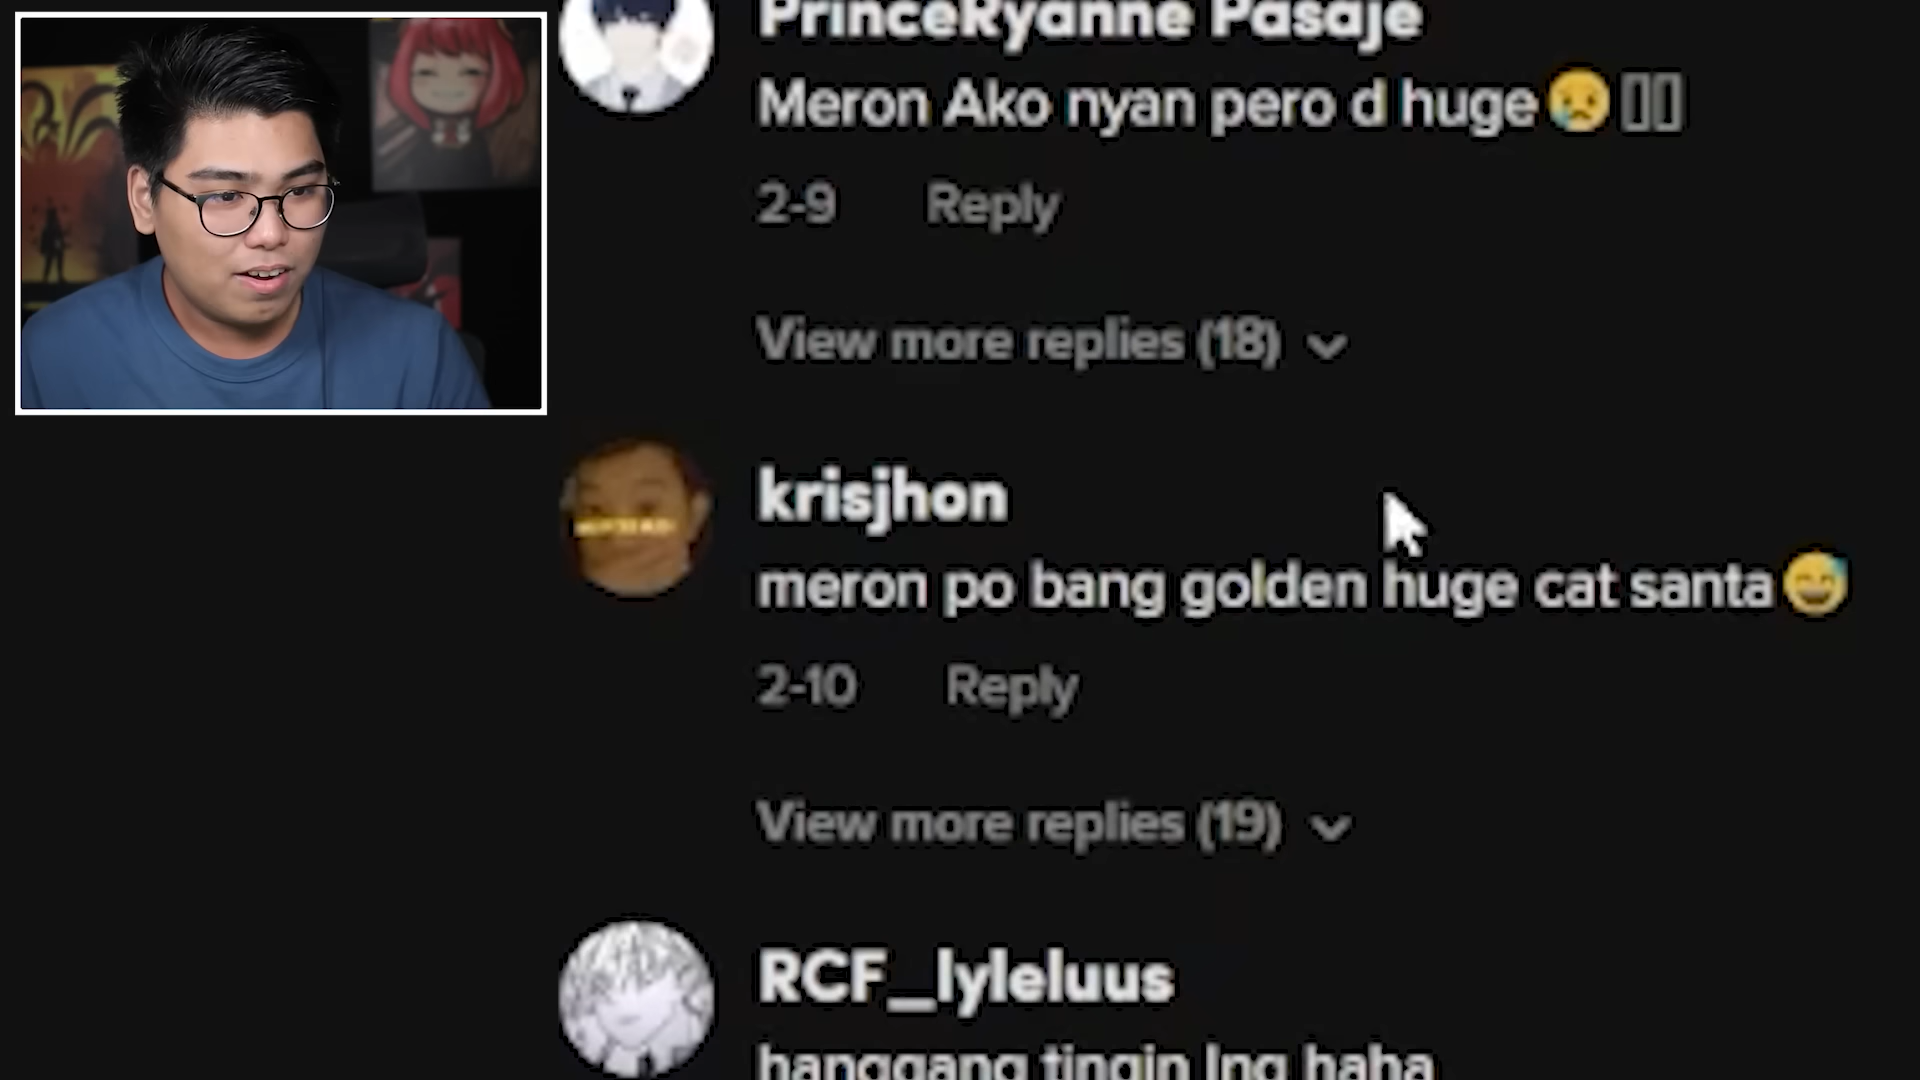 PrinceRyanne Pasaje
Meron Ako nyan pero d huge😥▯▯
2-9 Reply
View more replies (18)
krisjhon
meron po bang golden huge cat santa😅
2-10 Reply
View more replies (19)
RCF_lyleluus
hanggang tingin lng haha